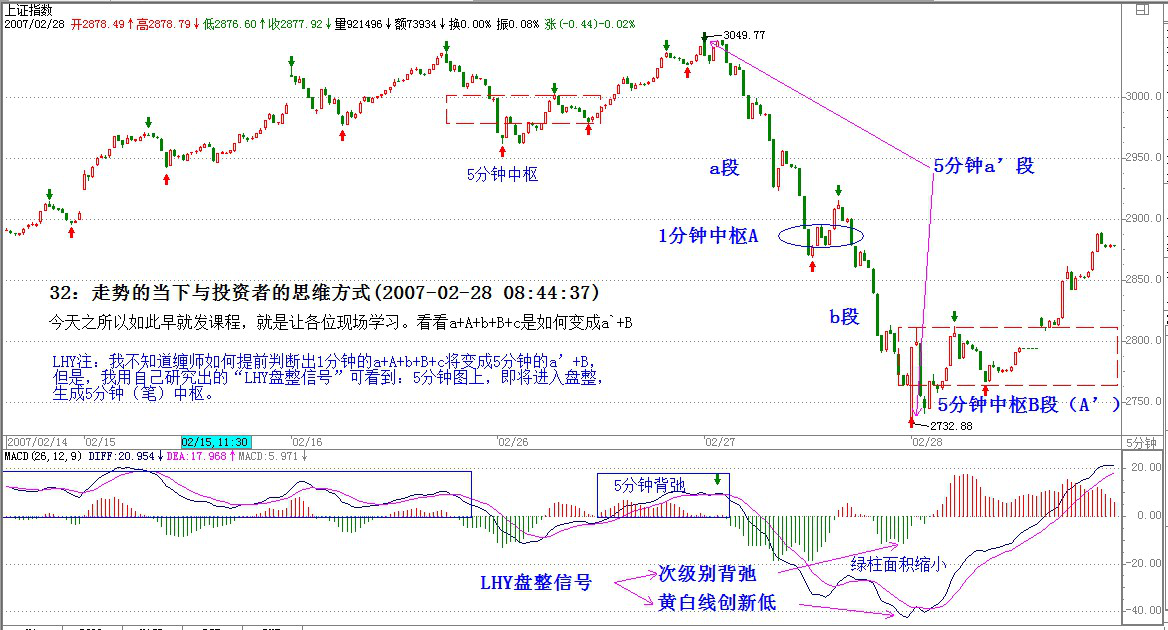 上证指数
2007/02/28 开2878.49↑高2878.79↓低2876.60↑收2877.92↓量921496↓额73934↓换0.00% 振0.08% 涨(-0.44)-0.02%
3049.77
3000.0
2950.0
2900.0
2850.0
2800.0
2750.0
5分钟中枢
a段
5分钟a’段
1分钟中枢A
b段
32: 走势的当下与投资者的思维方式(2007-02-28 08:44:37)
今天之所以如此早就发课程，就是让各位现场学习。看看a+A+b+B+c是如何变成a`+B
LHY注: 我不知道缠师如何提前判断出1分钟的a+A+b+B+c将变成5分钟的a’+B,
但是，我用自己研究出的“LHY盘整信号”可看到: 5分钟图上，即将进入盘整,
生成5分钟（笔）中枢。
5分钟中枢B段（A’）
2732.88
2007/02/14 02/15 02/15,11:30 02/16 02/26 02/27 02/28 5分钟
MACD(26,12,9) DIFF:20.954↓ DEA:17.968↑ MACD:5.971↓
20.00
0.00
-20.00
-40.00
5分钟背弛
LHY盘整信号
次级别背弛
黄白线创新低
绿柱面积缩小